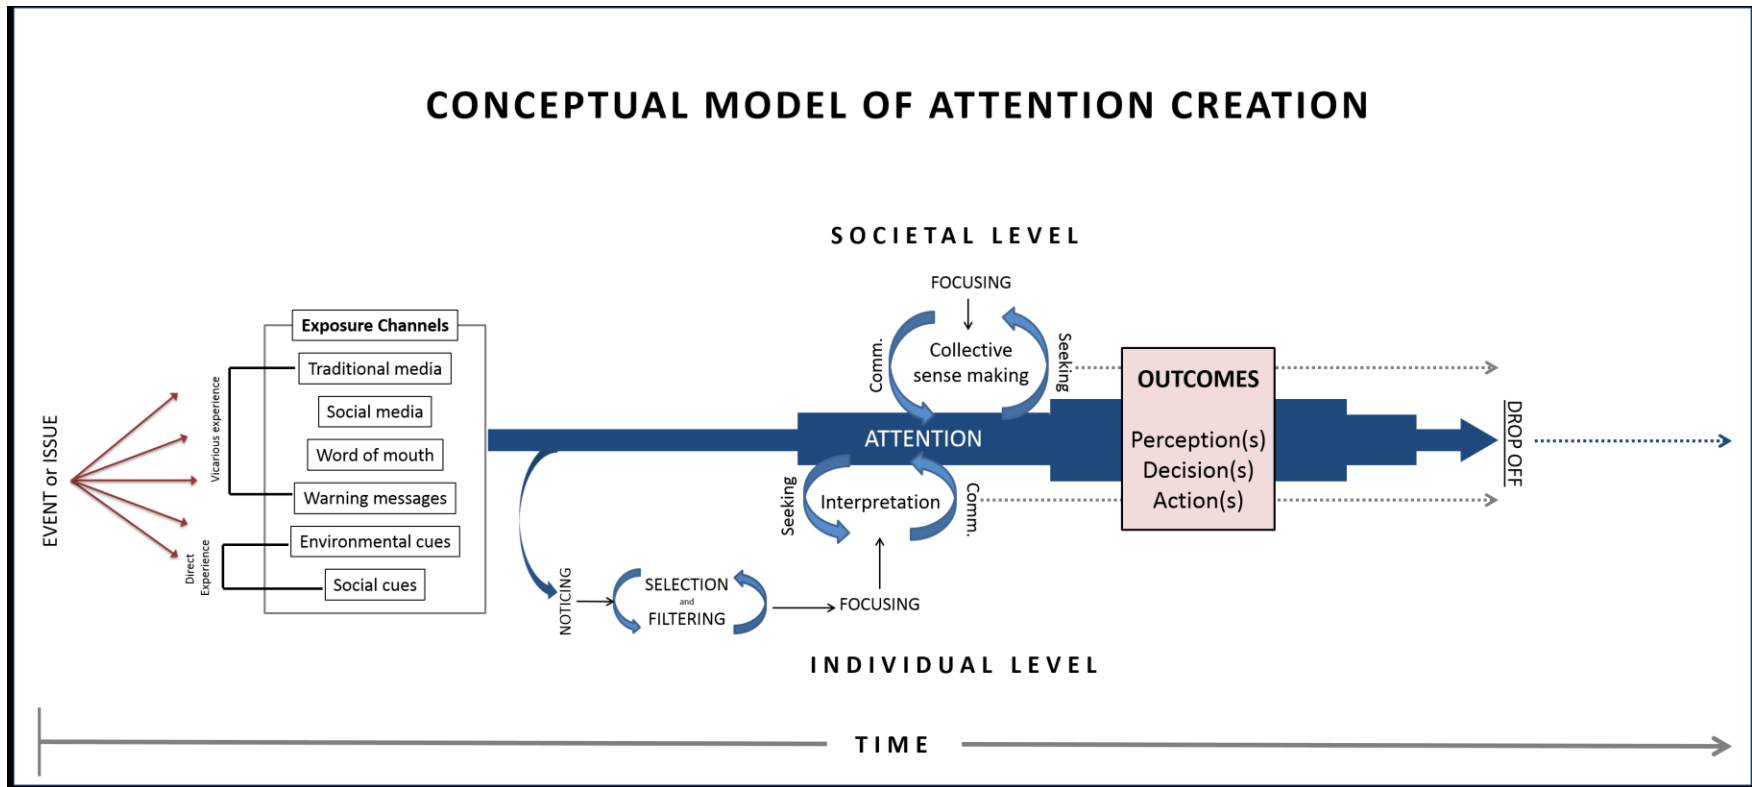 CONCEPTUAL MODEL OF ATTENTION CREATION
SOCIETAL LEVEL
FOCUSING
Comm.
Collective
sense making
Seeking
EVENT or ISSUE
Vicarious experience
Direct
Experience
Exposure Channels
Traditional media
Social media
Word of mouth
Warning messages
Environmental cues
Social cues
ATTENTION
Seeking
Interpretation
Comm.
NOTICING
SELECTION
and
FILTERING
FOCUSING
INDIVIDUAL LEVEL
OUTCOMES
Perception(s)
Decision(s)
Action(s)
DROP OFF
TIME